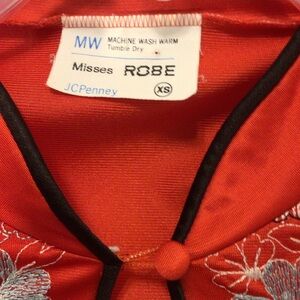 MW MACHINE WASH WARM
Tumble Dry
Misses ROBE
JCPenney XS